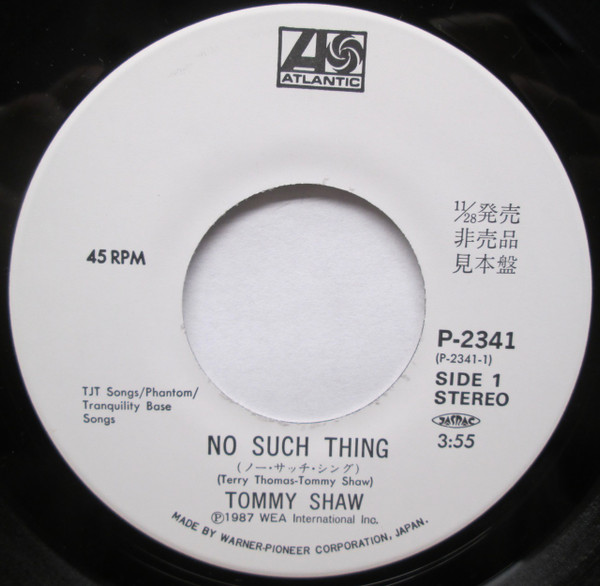 ATLANTIC
11/28発売
非売品
見本盤
45 RPM
P-2341
(P-2341-1)
SIDE 1
STEREO
JASRAC
3:55
TJT Songs/Phantom/
Tranquility Base
Songs
NO SUCH THING
(ノー・サッチ・シング)
(Terry Thomas-Tommy Shaw)
TOMMY SHAW
Ⓟ1987 WEA International Inc.
MADE BY WARNER-PIONEER CORPORATION, JAPAN.